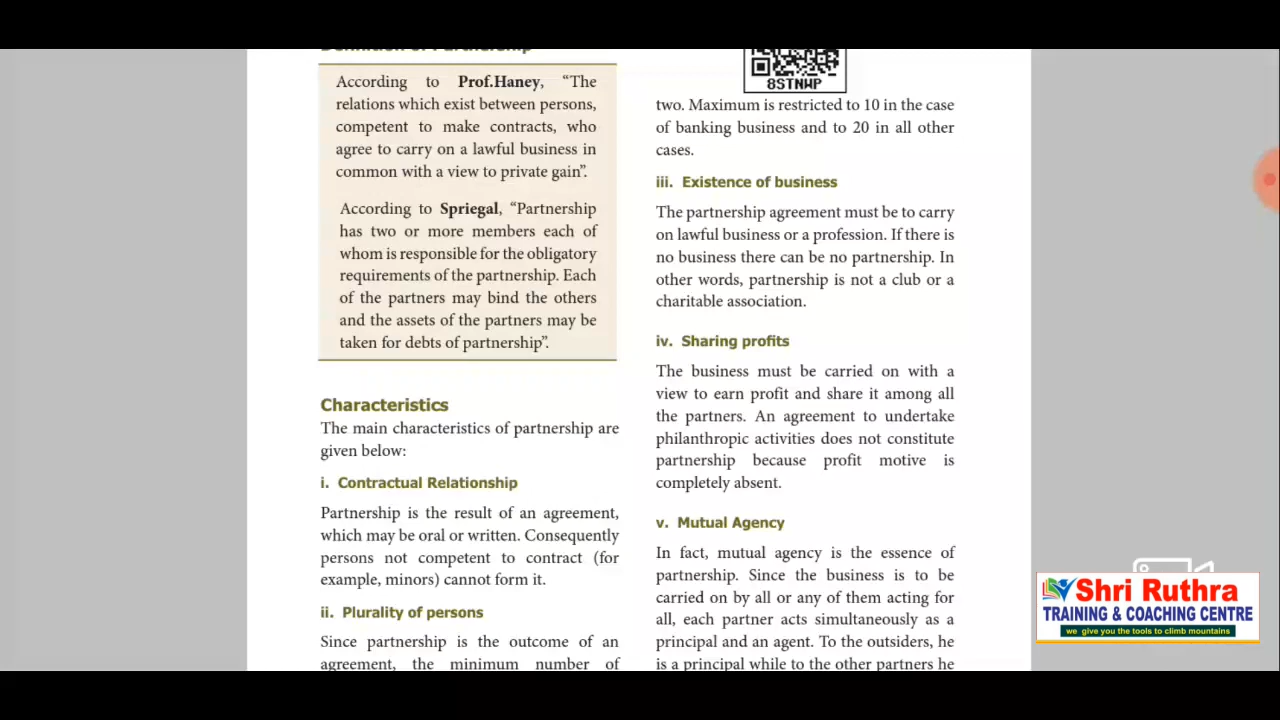 Definition of Partnership
According to Prof.Haney, “The
relations which exist between persons,
competent to make contracts, who
agree to carry on a lawful business in
common with a view to private gain”.
According to Spriegal, “Partnership
has two or more members each of
whom is responsible for the obligatory
requirements of the partnership. Each
of the partners may bind the others
and the assets of the partners may be
taken for debts of partnership”.
Characteristics
The main characteristics of partnership are
given below:
i. Contractual Relationship
Partnership is the result of an agreement,
which may be oral or written. Consequently
persons not competent to contract (for
example, minors) cannot form it.
ii. Plurality of persons
Since partnership is the outcome of an
agreement, the minimum number of
8STNWP
two. Maximum is restricted to 10 in the case
of banking business and to 20 in all other
cases.
iii. Existence of business
The partnership agreement must be to carry
on lawful business or a profession. If there is
no business there can be no partnership. In
other words, partnership is not a club or a
charitable association.
iv. Sharing profits
The business must be carried on with a
view to earn profit and share it among all
the partners. An agreement to undertake
philanthropic activities does not constitute
partnership because profit motive is
completely absent.
v. Mutual Agency
In fact, mutual agency is the essence of
partnership. Since the business is to be
carried on by all or any of them acting for
all, each partner acts simultaneously as a
principal and an agent. To the outsiders, he
is a principal while to the other partners he
Shri Ruthra
TRAINING & COACHING CENTRE
we give you the tools to climb mountains